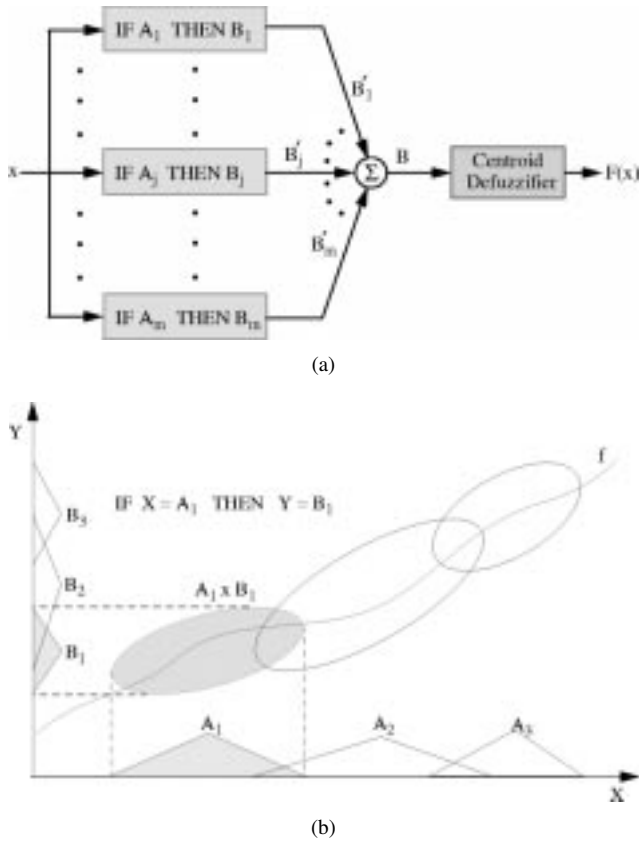 IF A₁ THEN B₁
B′₁
x
IF Aⱼ THEN Bⱼ
B′ⱼ
Σ
B
Centroid
Defuzzifier
F(x)
B′ₘ
IF Aₘ THEN Bₘ
(a)
Y
f
IF X = A₁ THEN Y = B₁
B₃
B₂
A₁ x B₁
B₁
A₁
A₂
A₃
X
(b)